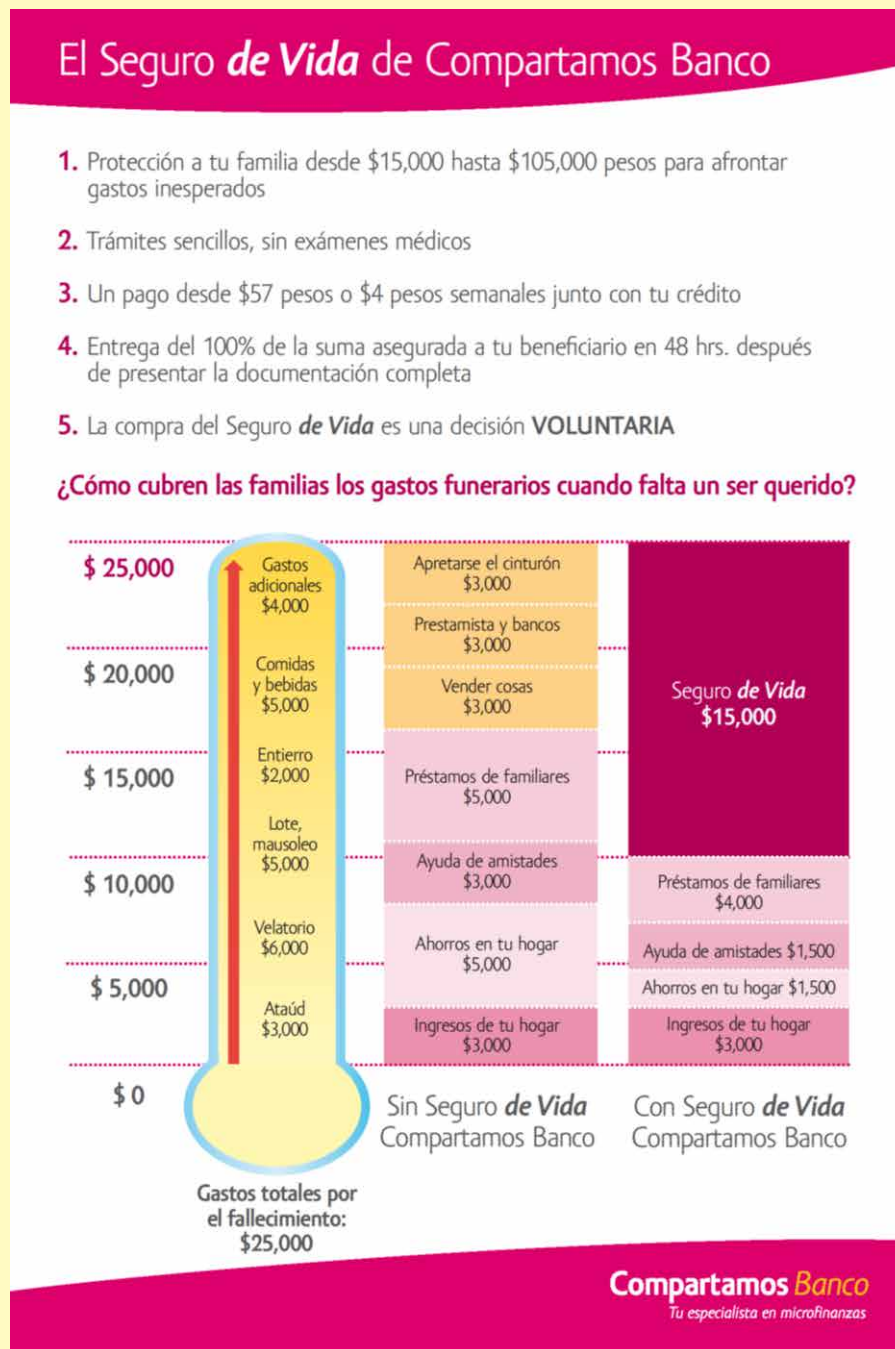 El Seguro de Vida de Compartamos Banco
1. Protección a tu familia desde $15,000 hasta $105,000 pesos para afrontar
gastos inesperados
2. Trámites sencillos, sin exámenes médicos
3. Un pago desde $57 pesos o $4 pesos semanales junto con tu crédito
4. Entrega del 100% de la suma asegurada a tu beneficiario en 48 hrs. después
de presentar la documentación completa
5. La compra del Seguro de Vida es una decisión VOLUNTARIA
¿Cómo cubren las familias los gastos funerarios cuando falta un ser querido?
$ 25,000
$ 20,000
$ 15,000
$ 10,000
$ 5,000
$ 0
Gastos
adicionales
$4,000
Comidas
y bebidas
$5,000
Entierro
$2,000
Lote,
mausoleo
$5,000
Velatorio
$6,000
Ataúd
$3,000
Gastos totales por
el fallecimiento:
$25,000
Apretarse el cinturón
$3,000
Prestamista y bancos
$3,000
Vender cosas
$3,000
Préstamos de familiares
$5,000
Ayuda de amistades
$3,000
Ahorros en tu hogar
$5,000
Ingresos de tu hogar
$3,000
Sin Seguro de Vida
Compartamos Banco
Seguro de Vida
$15,000
Préstamos de familiares
$4,000
Ayuda de amistades $1,500
Ahorros en tu hogar $1,500
Ingresos de tu hogar
$3,000
Con Seguro de Vida
Compartamos Banco
Compartamos Banco
Tu especialista en microfinanzas